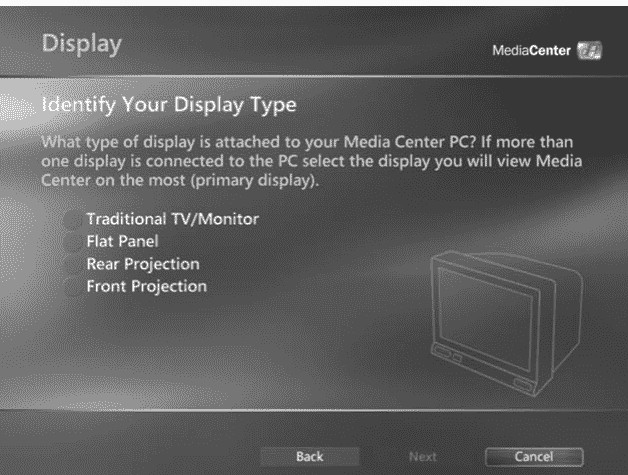 Display
MediaCenter
Identify Your Display Type
What type of display is attached to your Media Center PC? If more than
one display is connected to the PC select the display you will view Media
Center on the most (primary display).
Traditional TV/Monitor
Flat Panel
Rear Projection
Front Projection
Back Next Cancel